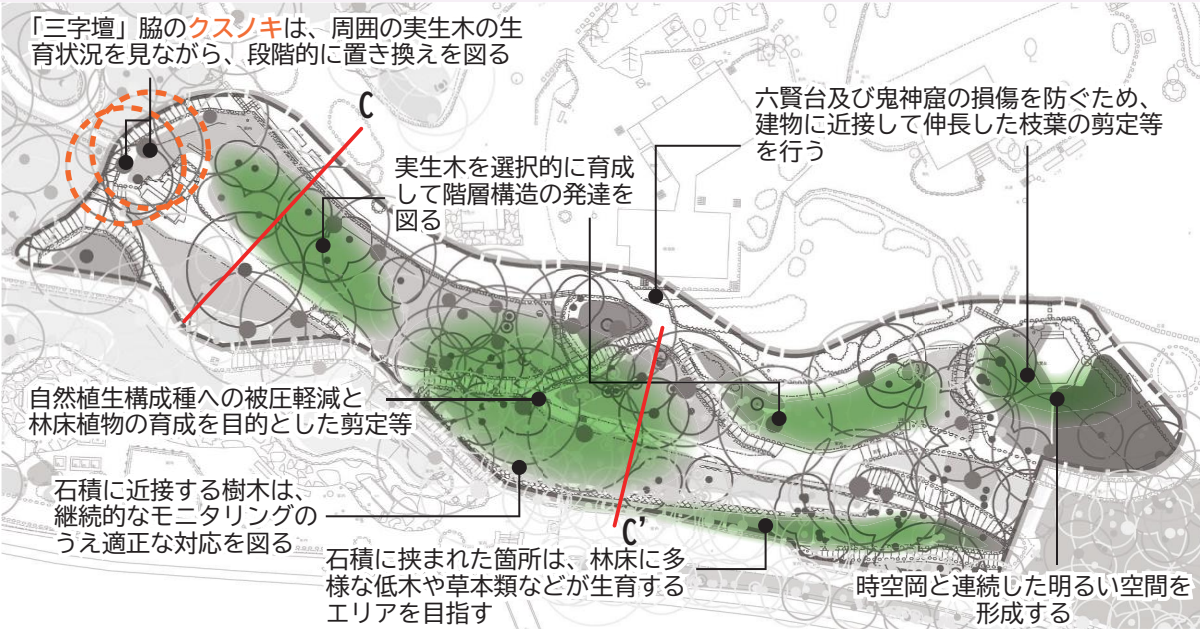 「三字壇」脇のクスノキは、周囲の実生木の生
育状況を見ながら、段階的に置き換えを図る
C
実生木を選択的に育成
して階層構造の発達を
図る
六賢台及び鬼神窟の損傷を防ぐため、
建物に近接して伸長した枝葉の剪定等
を行う
自然植生構成種への被圧軽減と
林床植物の育成を目的とした剪定等
石積に近接する樹木は、
継続的なモニタリングの
うえ適正な対応を図る
C'
石積に挟まれた箇所は、林床に多
様な低木や草本類などが生育する
エリアを目指す
時空岡と連続した明るい空間を
形成する